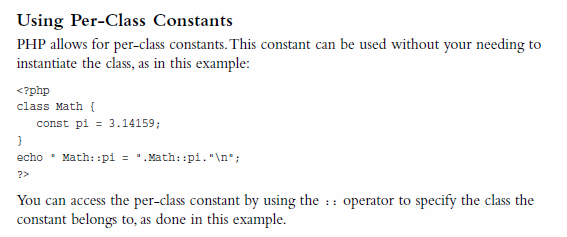 Using Per-Class Constants
PHP allows for per-class constants. This constant can be used without your needing to
instantiate the class, as in this example:
<?php
class Math {
   const pi = 3.14159;
}
echo " Math::pi = ".Math::pi."\n";
?>
You can access the per-class constant by using the :: operator to specify the class the
constant belongs to, as done in this example.